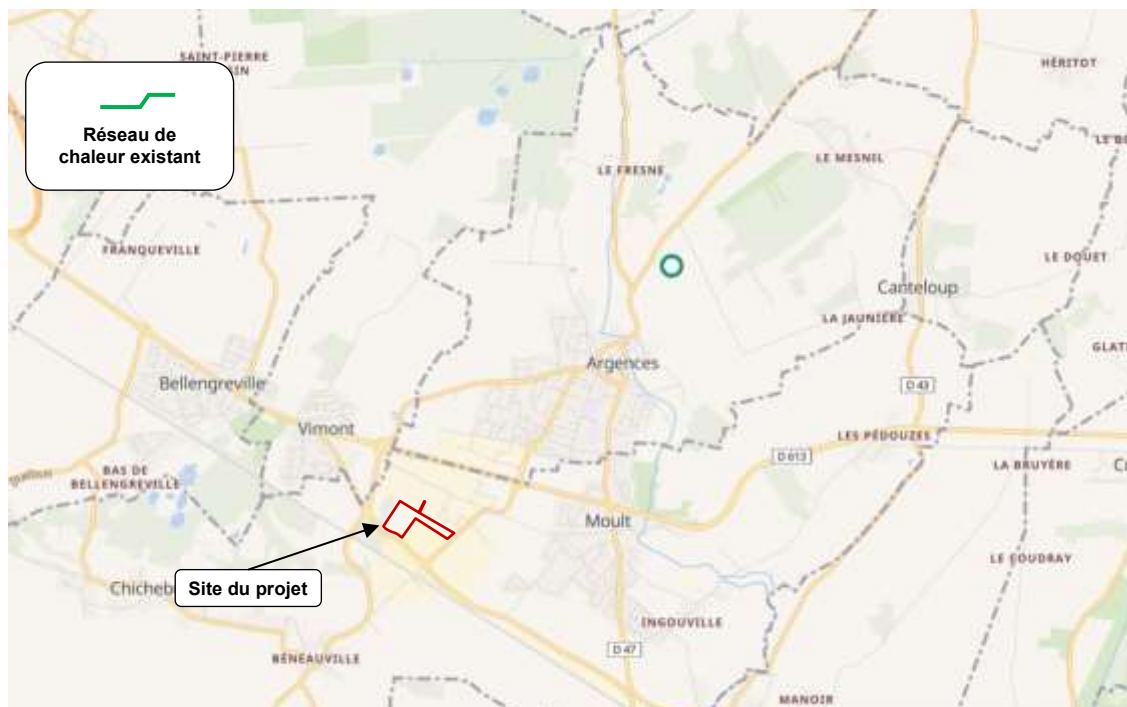 SAINT-PIERRE
Réseau de
chaleur existant
HÉRITOT
LE MESNIL
LE FRESNE
FRANQUEVILLE
LE DOUET
Canteloup
LA JAUNIÈRE
Argences
Bellengreville
D 43
Vimont
LES PÉDOUZES
D 613
LA BRUYÈRE
BAS DE
BELLENGREVILLE
Moult
LE COUDRAY
Site du projet
INGOUVILLE
D 47
BÉNEAUVILLE
MANOIR